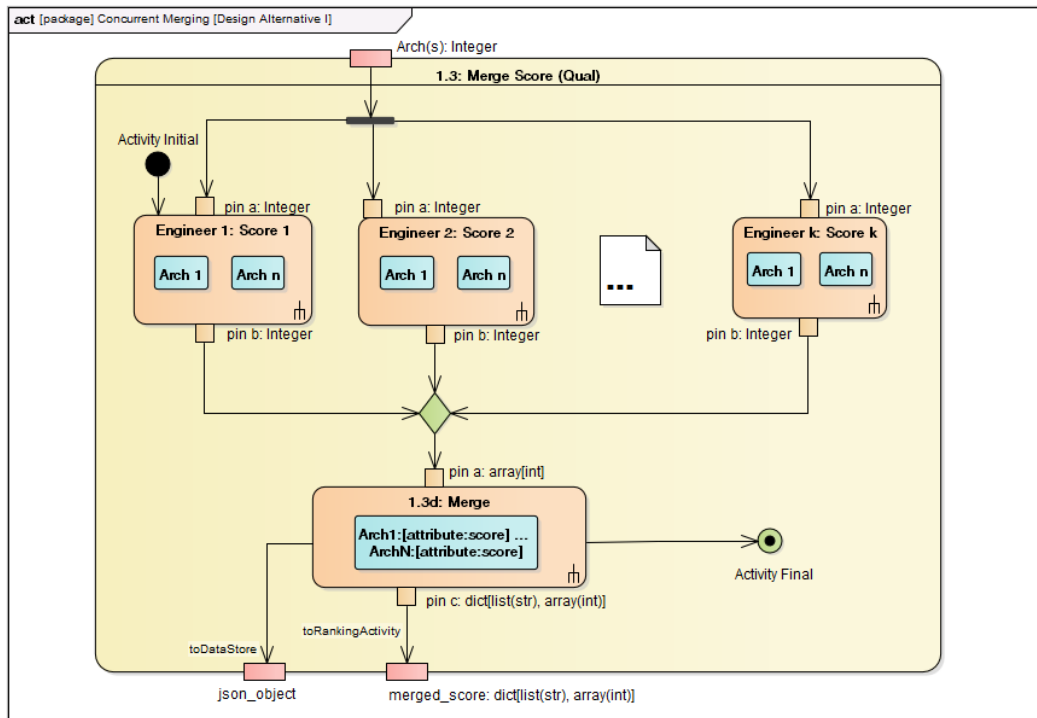 act [package] Concurrent Merging [Design Alternative I]
Arch(s): Integer
1.3: Merge Score (Qual)
Activity Initial
pin a: Integer
pin a: Integer
pin a: Integer
Engineer 1: Score 1
Engineer 2: Score 2
Engineer k: Score k
Arch 1
Arch n
Arch 1
Arch n
Arch 1
Arch n
...
pin b: Integer
pin b: Integer
pin b: Integer
pin a: array[int]
1.3d: Merge
Arch1:[attribute:score] ...
ArchN:[attribute:score]
Activity Final
pin c: dict[list(str), array(int)]
toRankingActivity
toDataStore
json_object
merged_score: dict[list(str), array(int)]